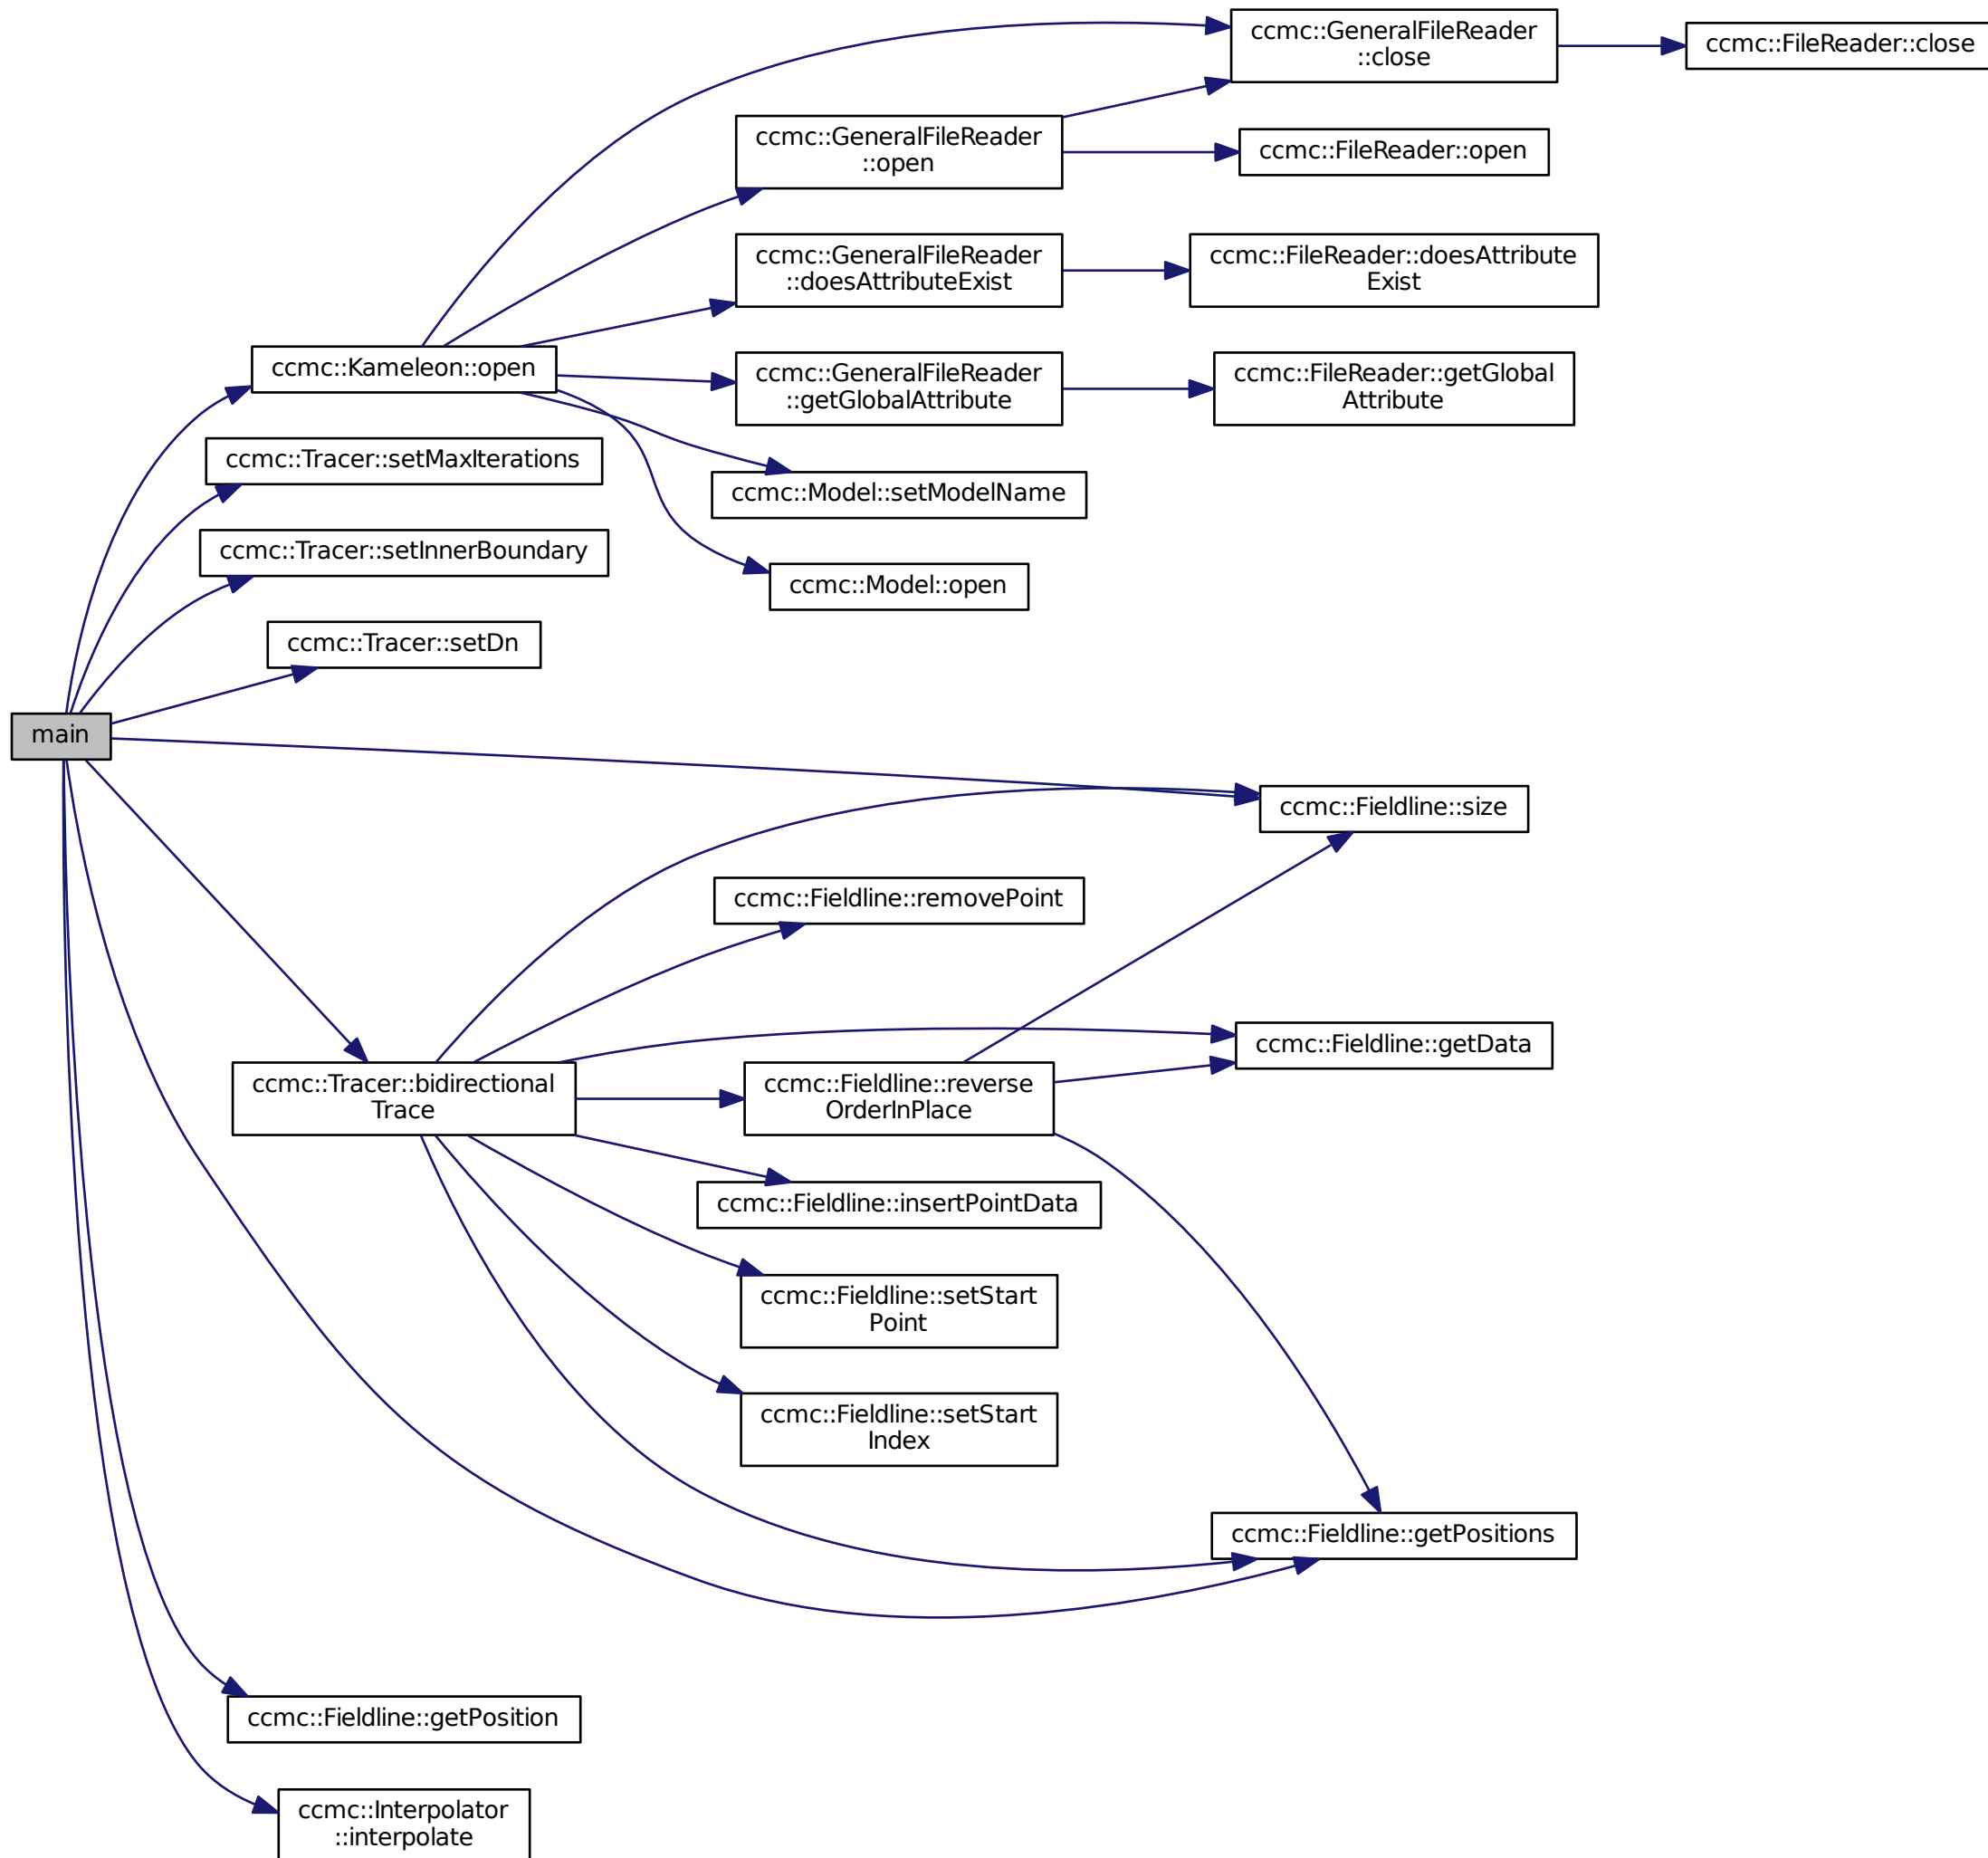 ccmc::GeneralFileReader
::close
ccmc::FileReader::close
ccmc::GeneralFileReader
::open
ccmc::FileReader::open
ccmc::GeneralFileReader
::doesAttributeExist
ccmc::FileReader::doesAttribute
Exist
ccmc::Kameleon::open
ccmc::GeneralFileReader
::getGlobalAttribute
ccmc::FileReader::getGlobal
Attribute
ccmc::Tracer::setMaxIterations
ccmc::Model::setModelName
ccmc::Tracer::setInnerBoundary
ccmc::Model::open
ccmc::Tracer::setDn
main
ccmc::Fieldline::size
ccmc::Fieldline::removePoint
ccmc::Fieldline::getData
ccmc::Tracer::bidirectional
Trace
ccmc::Fieldline::reverse
OrderInPlace
ccmc::Fieldline::insertPointData
ccmc::Fieldline::setStart
Point
ccmc::Fieldline::setStart
Index
ccmc::Fieldline::getPositions
ccmc::Fieldline::getPosition
ccmc::Interpolator
::interpolate